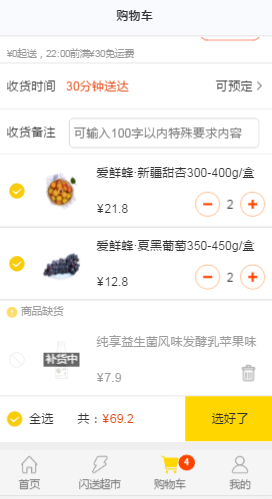 购物车
¥0起送，22:00前满¥30免运费
收货时间 30分钟送达 可预定
收货备注 可输入100字以内特殊要求内容
爱鲜蜂·新疆甜杏300-400g/盒
¥21.8 2
爱鲜蜂·夏黑葡萄350-450g/盒
¥12.8 2
商品缺货
纯享益生菌风味发酵乳苹果味
补货中
¥7.9
全选 共：¥69.2 选好了
4
首页 闪送超市 购物车 我的